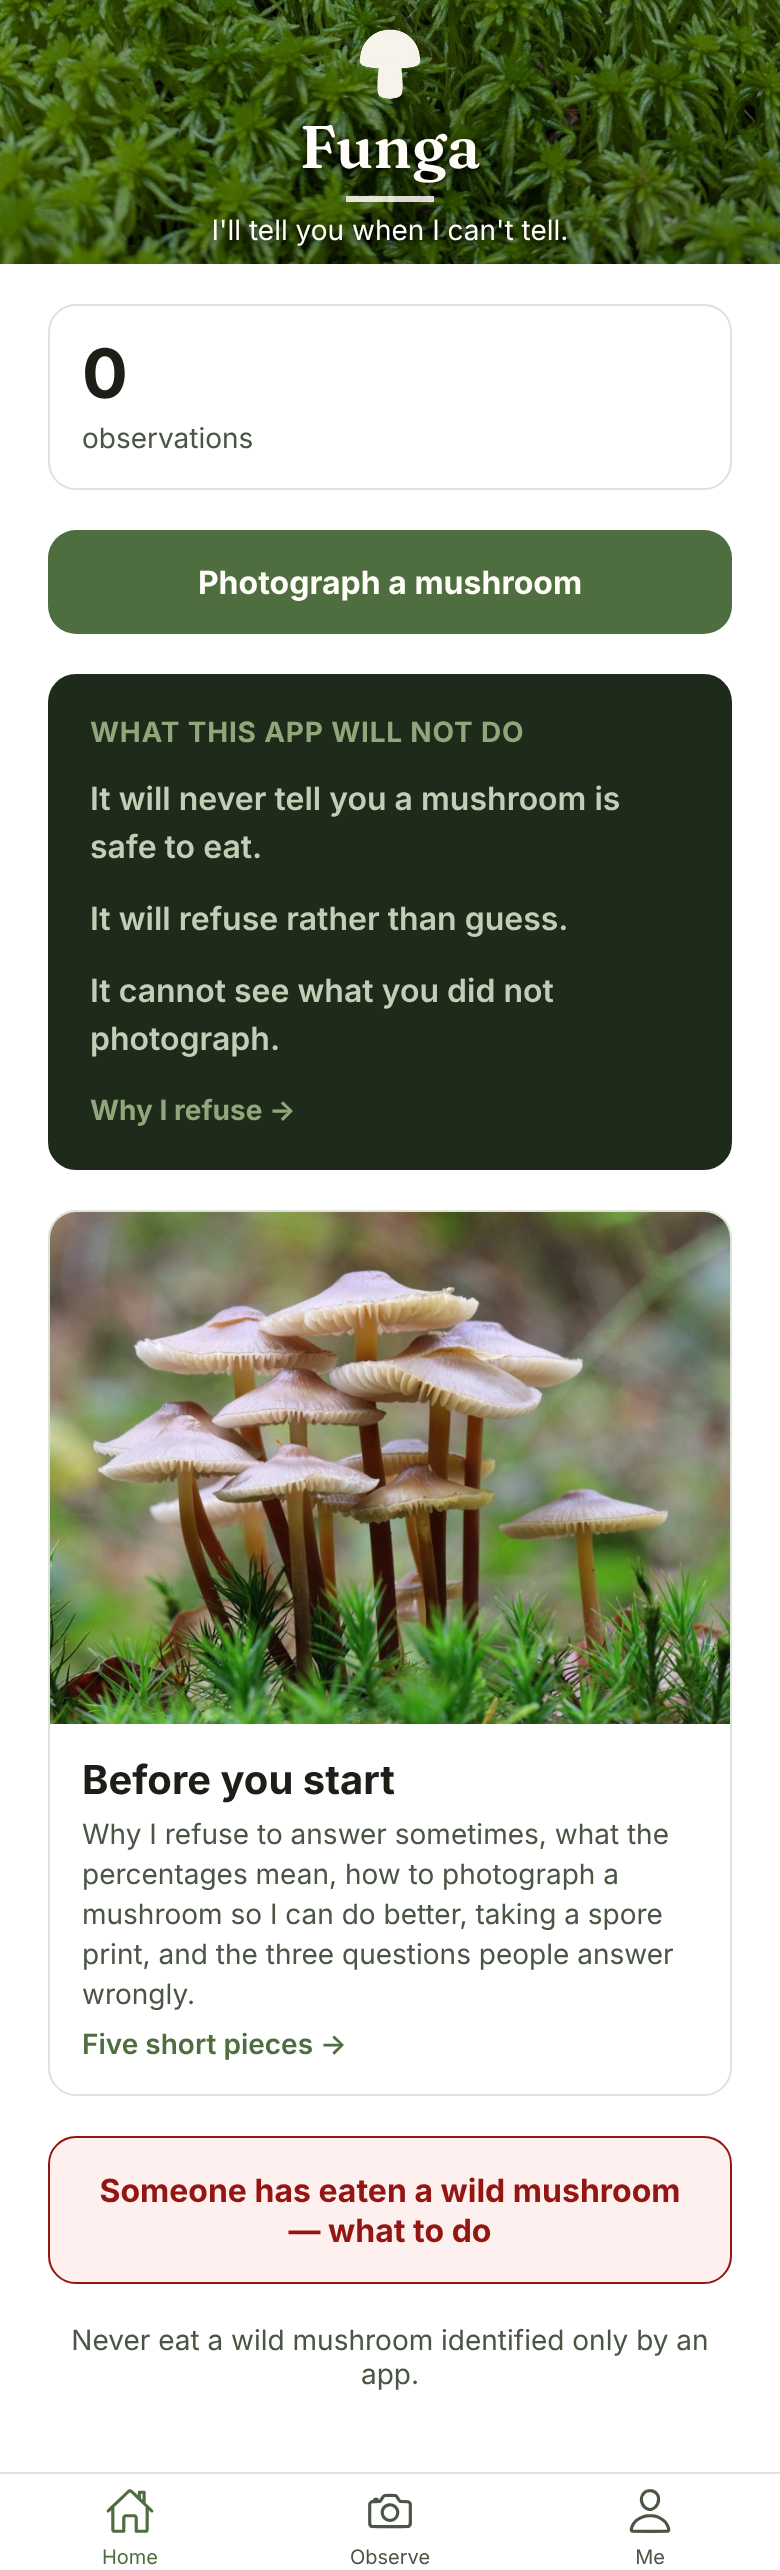 Funga
I'll tell you when I can't tell.
0
observations
Photograph a mushroom
WHAT THIS APP WILL NOT DO
It will never tell you a mushroom is
safe to eat.
It will refuse rather than guess.
It cannot see what you did not
photograph.
Why I refuse →
Before you start
Why I refuse to answer sometimes, what the
percentages mean, how to photograph a
mushroom so I can do better, taking a spore
print, and the three questions people answer
wrongly.
Five short pieces →
Someone has eaten a wild mushroom
— what to do
Never eat a wild mushroom identified only by an
app.
Home
Observe
Me